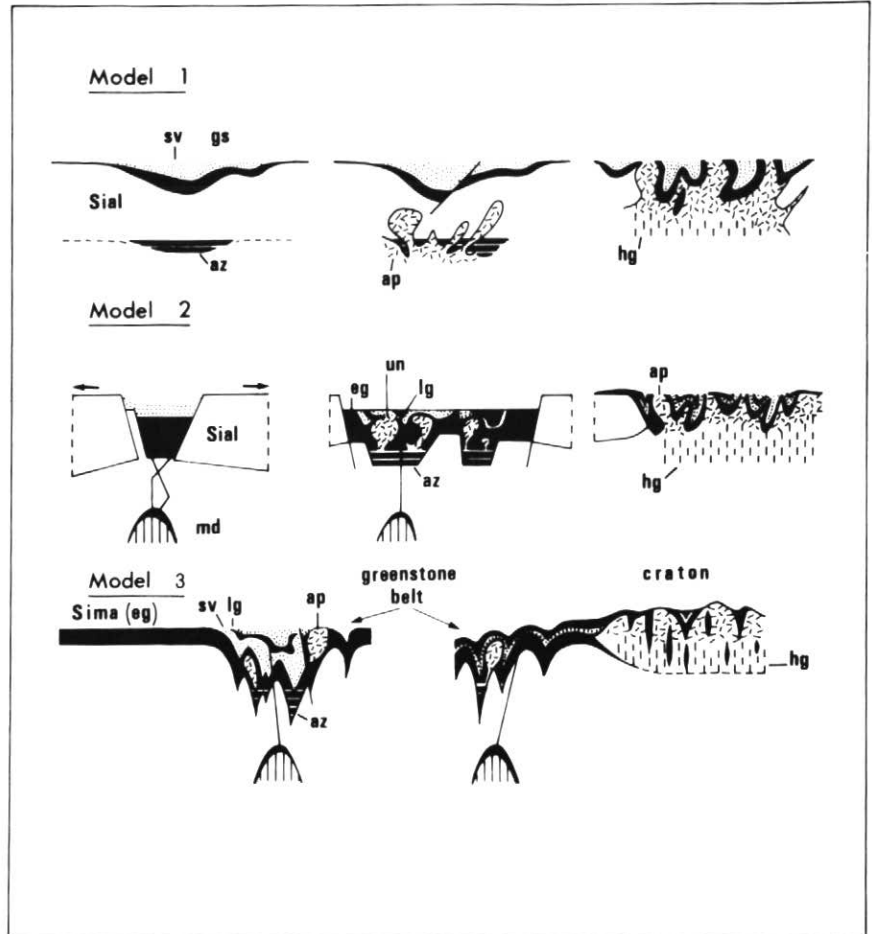 Model 1
sv gs
Sial
az
ap
hg
Model 2
un
eg lg
Sial
az
md
ap
hg
Model 3
Sima (eg)
sv lg
ap
az
greenstone
belt
craton
hg